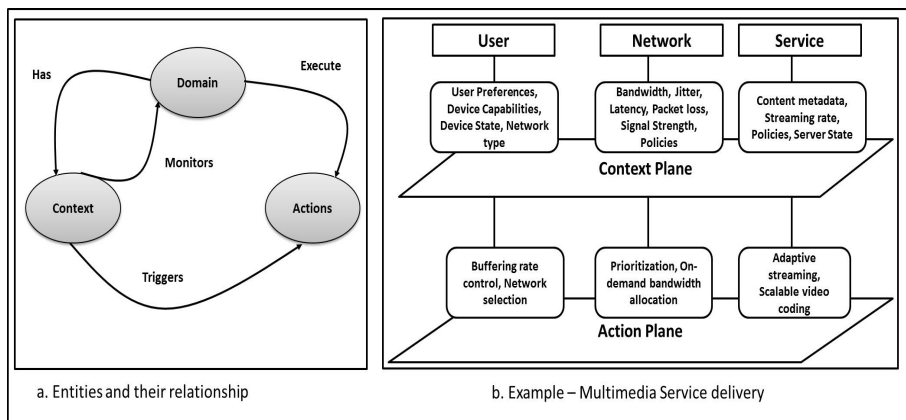 Has
Domain
Execute
Monitors
Context
Actions
Triggers
a. Entities and their relationship
User
Network
Service
User Preferences,
Device Capabilities,
Device State, Network
type
Bandwidth, Jitter,
Latency, Packet loss,
Signal Strength,
Policies
Content metadata,
Streaming rate,
Policies, Server State
Context Plane
Buffering rate
control, Network
selection
Prioritization, On-
demand bandwidth
allocation
Adaptive
streaming,
Scalable video
coding
Action Plane
b. Example – Multimedia Service delivery